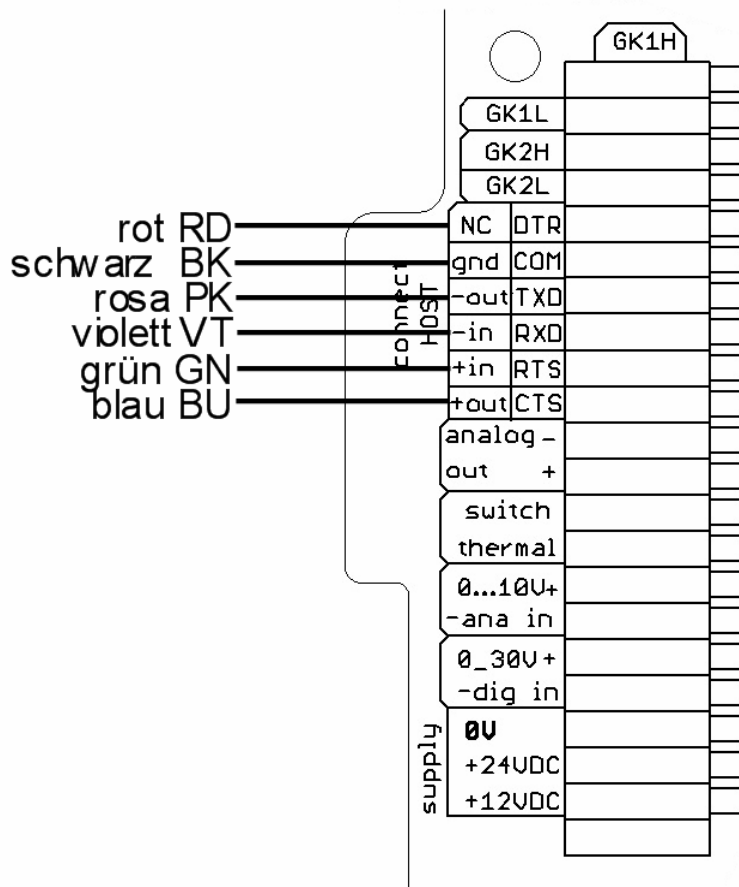 GK1H
GK1L
GK2H
GK2L
rot RD NC DTR
schwarz BK gnd COM
rosa PK -out TXD
violett VT -in RXD
grün GN +in RTS
blau BU +out CTS
connect
HOST
analog -
out +
switch
thermal
0...10V+
-ana in
0_30V+
-dig in
supply
0V
+24VDC
+12VDC